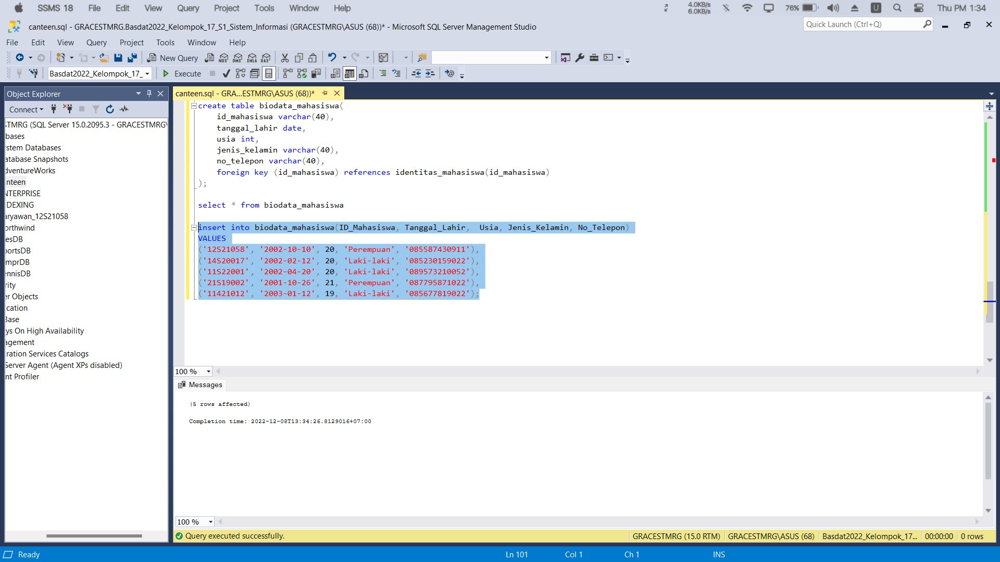 SSMS 18 File Edit View Query Project Tools Window Help 4.0KB/s 6.0KB/s 76% U Thu PM 1:34
canteen.sql - GRACESTMRG.Basdat2022_Kelompok_17_S1_Sistem_Informasi (GRACESTMRG\ASUS (68))* - Microsoft SQL Server Management Studio Quick Launch (Ctrl+Q)
File Edit View Query Project Tools Window Help
New Query MDX DMX XMLA DAX
Basdat2022_Kelompok_17_ Execute
Object Explorer
Connect
STMRG (SQL Server 15.0.2095.3 - GRACESTMRG\
bases
stem Databases
atabase Snapshots
dventureWorks
nteen
NTERPRISE
DEXING
aryawan_12S21058
orthwind
esDB
portsDB
mprDB
ennisDB
rity
er Objects
cation
Base
ys On High Availability
agement
ration Services Catalogs
Server Agent (Agent XPs disabled)
nt Profiler
canteen.sql - GRA...ESTMRG\ASUS (68))*
create table biodata_mahasiswa(
id_mahasiswa varchar(40),
tanggal_lahir date,
usia int,
jenis_kelamin varchar(40),
no_telepon varchar(40),
foreign key (id_mahasiswa) references identitas_mahasiswa(id_mahasiswa)
);
select * from biodata_mahasiswa
insert into biodata_mahasiswa(ID_Mahasiswa, Tanggal_Lahir,  Usia, Jenis_Kelamin, No_Telepon)
VALUES
('12S21058', '2002-10-10', 20, 'Perempuan', '085587430911'),
('14S20017', '2002-02-12', 20, 'Laki-laki', '085230159022'),
('11S22001', '2002-04-20', 20, 'Laki-laki', '089573210052'),
('21S19002', '2001-10-26', 21, 'Perempuan', '087795871022'),
('11421012', '2003-01-12', 19, 'Laki-laki', '085677819022');
100 %
Messages
(5 rows affected)
Completion time: 2022-12-08T13:34:26.8129016+07:00
100 %
Query executed successfully. GRACESTMRG (15.0 RTM) GRACESTMRG\ASUS (68) Basdat2022_Kelompok_17... 00:00:00 0 rows
Ready Ln 101 Col 1 Ch 1 INS